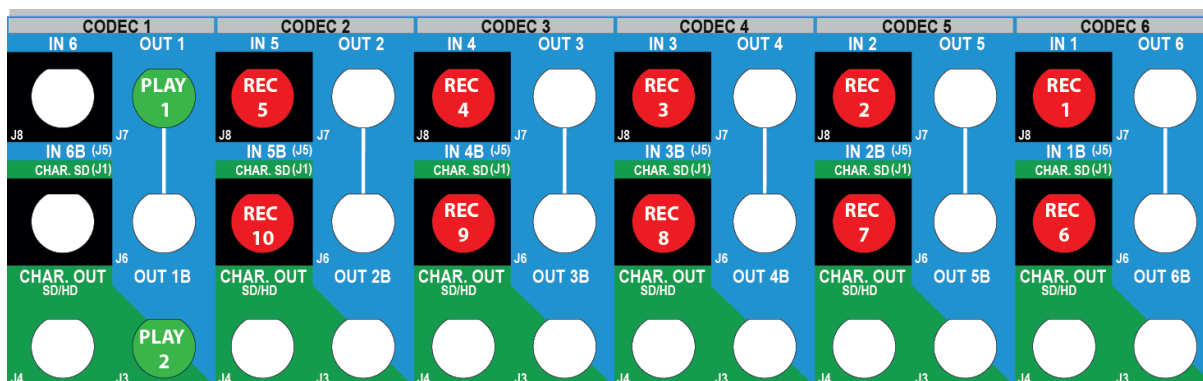 CODEC 1 CODEC 2 CODEC 3 CODEC 4 CODEC 5 CODEC 6
IN 6 OUT 1 IN 5 OUT 2 IN 4 OUT 3 IN 3 OUT 4 IN 2 OUT 5 IN 1 OUT 6
PLAY REC REC REC REC REC
1 5 4 3 2 1
J8 J7 J8 J7 J8 J7 J8 J7 J8 J7 J8 J7
IN 6B (J5) IN 5B (J5) IN 4B (J5) IN 3B (J5) IN 2B (J5) IN 1B (J5)
CHAR. SD (J1) CHAR. SD (J1) CHAR. SD (J1) CHAR. SD (J1) CHAR. SD (J1) CHAR. SD (J1)
REC REC REC REC REC
10 9 8 7 6
J6 J6 J6 J6 J6 J6
CHAR. OUT OUT 1B CHAR. OUT OUT 2B CHAR. OUT OUT 3B CHAR. OUT OUT 4B CHAR. OUT OUT 5B CHAR. OUT OUT 6B
SD/HD SD/HD SD/HD SD/HD SD/HD SD/HD
PLAY
2
J4 J3 J4 J3 J4 J3 J4 J3 J4 J3 J4 J3